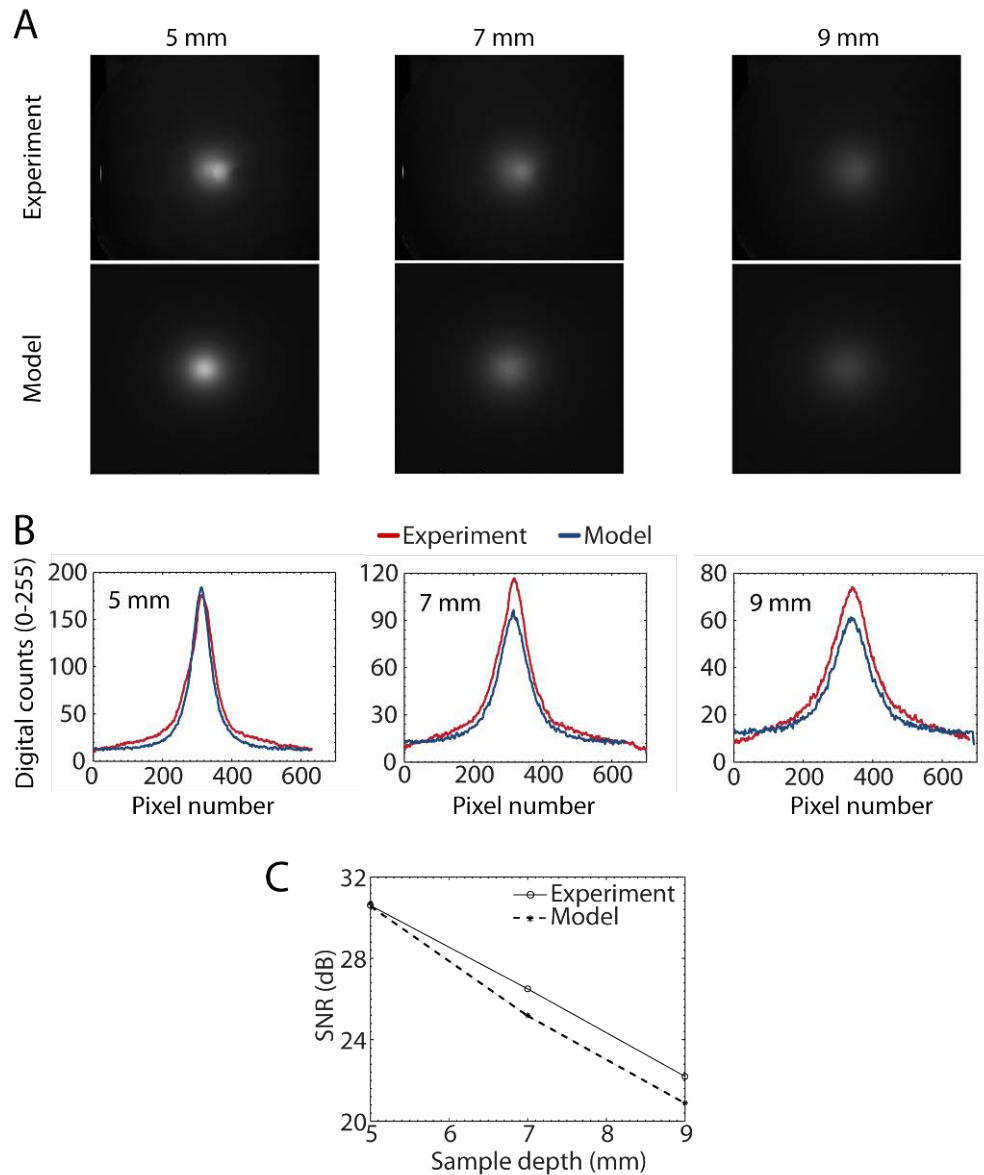 A
5 mm 7 mm 9 mm
Experiment
Model
B
Experiment Model
Digital counts (0-255)
200
150
100
50
0
5 mm
0 200 400 600
Pixel number
120
90
60
30
0
7 mm
0 200 400 600
Pixel number
80
60
40
20
0
9 mm
0 200 400 600
Pixel number
C
SNR (dB)
32
28
24
20
Experiment
Model
5 6 7 8 9
Sample depth (mm)